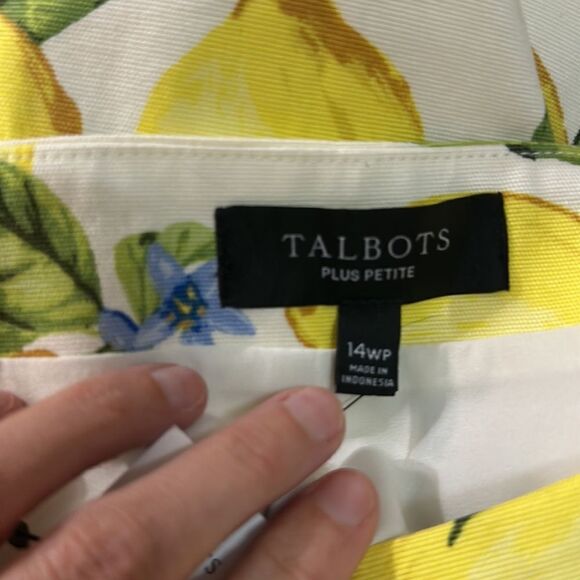 TALBOTS
PLUS PETITE
14WP
MADE IN
INDONESIA